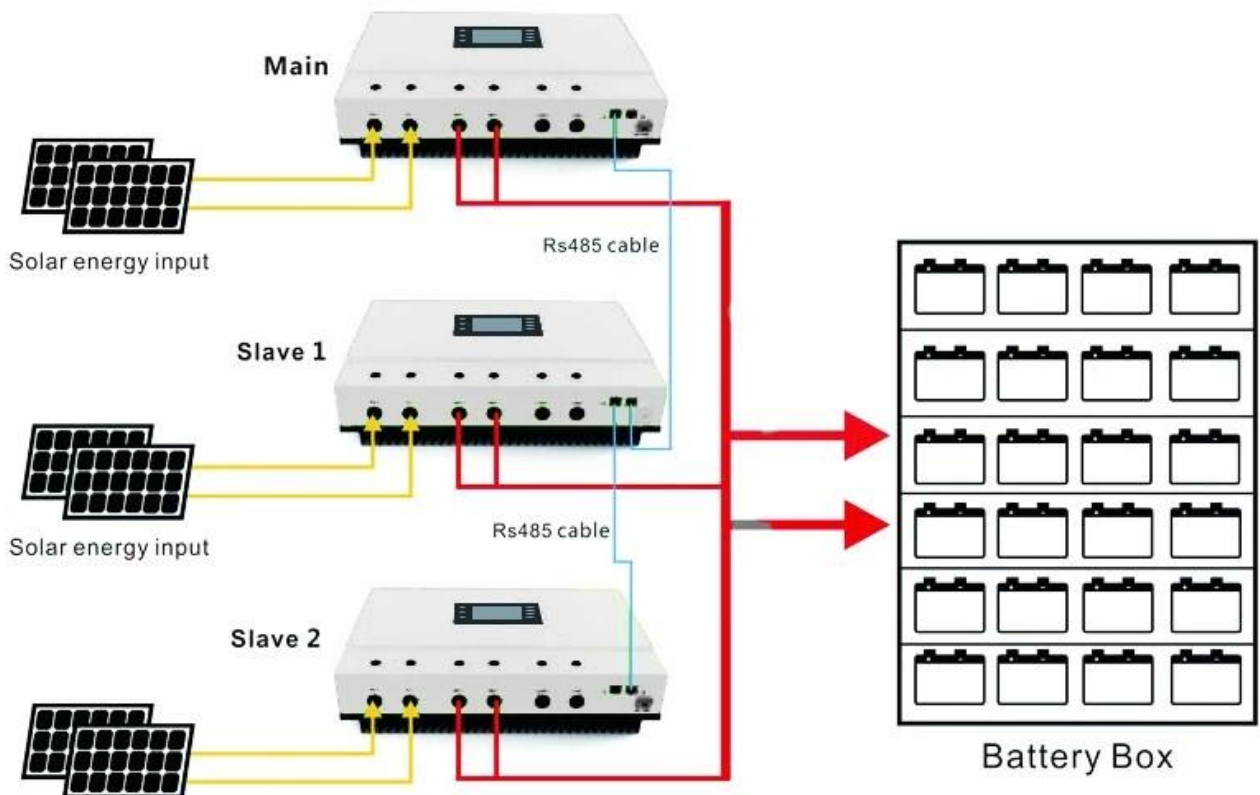 Main
Solar energy input
Rs485 cable
Slave 1
Solar energy input
Rs485 cable
Slave 2
Battery Box